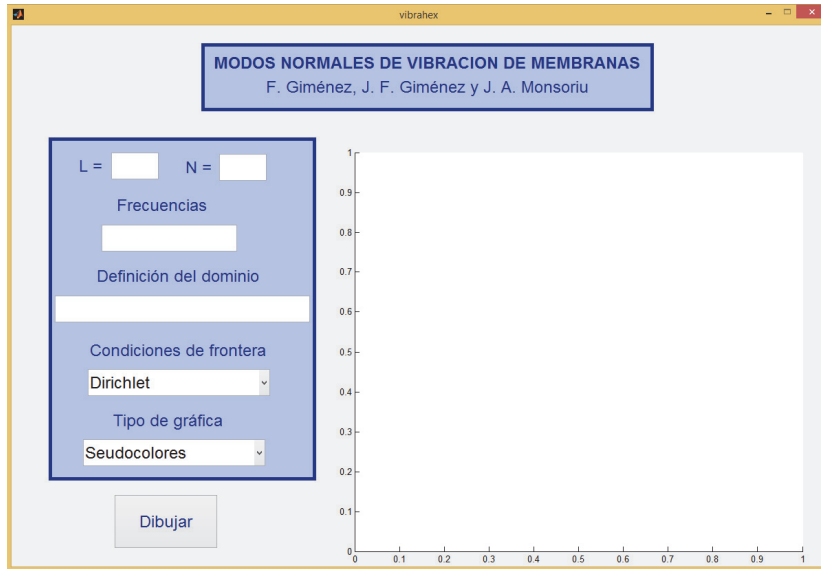 vibrahex
MODOS NORMALES DE VIBRACION DE MEMBRANAS
F. Giménez, J. F. Giménez y J. A. Monsoriu
L =
N =
Frecuencias
Definición del dominio
Condiciones de frontera
Dirichlet
Tipo de gráfica
Seudocolores
Dibujar
1
0.9
0.8
0.7
0.6
0.5
0.4
0.3
0.2
0.1
0
0 0.1 0.2 0.3 0.4 0.5 0.6 0.7 0.8 0.9 1